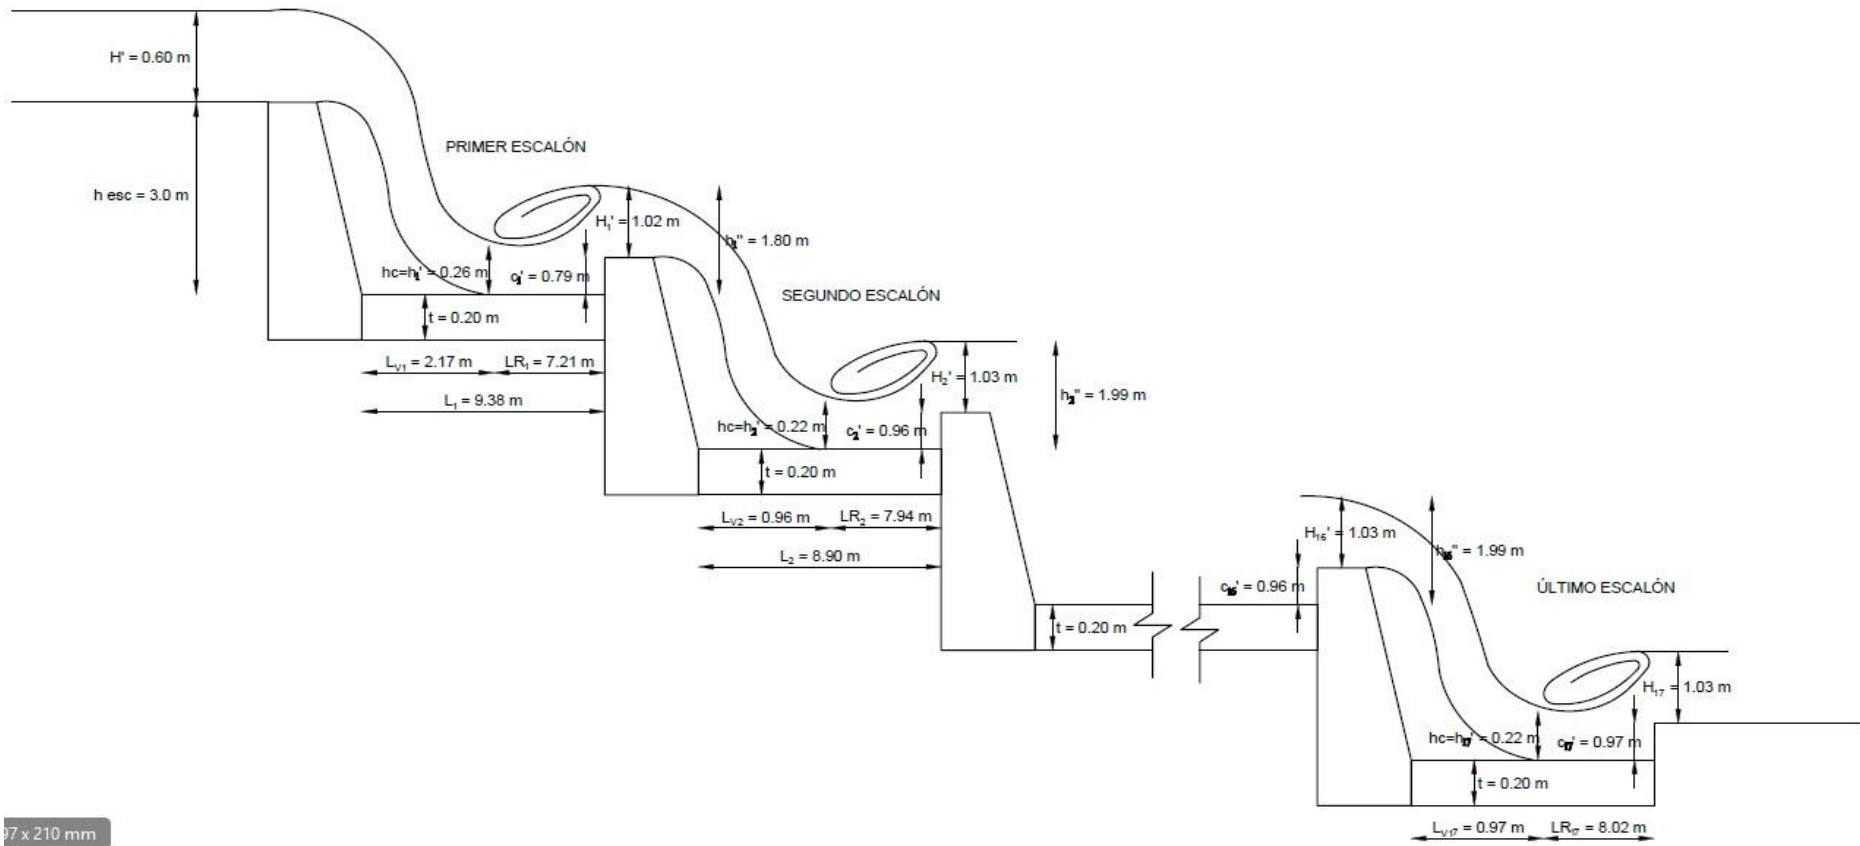 H' = 0.60 m
PRIMER ESCALÓN
h esc = 3.0 m
H₁' = 1.02 m
h₁'' = 1.80 m
hc=h₁' = 0.26 m
c₁' = 0.79 m
SEGUNDO ESCALÓN
t = 0.20 m
Lᵥ₁ = 2.17 m
LR₁ = 7.21 m
L₁ = 9.38 m
H₂' = 1.03 m
h₂'' = 1.99 m
hc=h₂' = 0.22 m
c₂' = 0.96 m
t = 0.20 m
L_V2 = 0.96 m
LR₂ = 7.94 m
L₂ = 8.90 m
H₁₆' = 1.03 m
h₁₆'' = 1.99 m
c₁₆' = 0.96 m
ÚLTIMO ESCALÓN
t = 0.20 m
H₁₇ = 1.03 m
hc=h₁₇' = 0.22 m
c₁₇' = 0.97 m
t = 0.20 m
L_V17 = 0.97 m
LR₁₇ = 8.02 m
97 x 210 mm